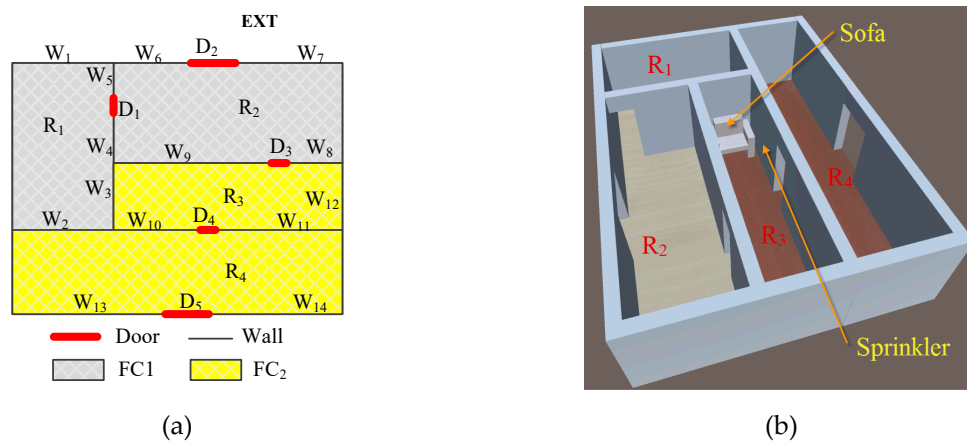 EXT
W₁ W₆ D₂ W₇
W₅
D₁ R₂
R₁
W₄ W₉ D₃ W₈
W₃ R₃ W₁₂
W₂ W₁₀ D₄ W₁₁
R₄
W₁₃ D₅ W₁₄
Door Wall
FC1 FC₂
(a)
Sofa
R₁
R₄
R₂ R₃
Sprinkler
(b)